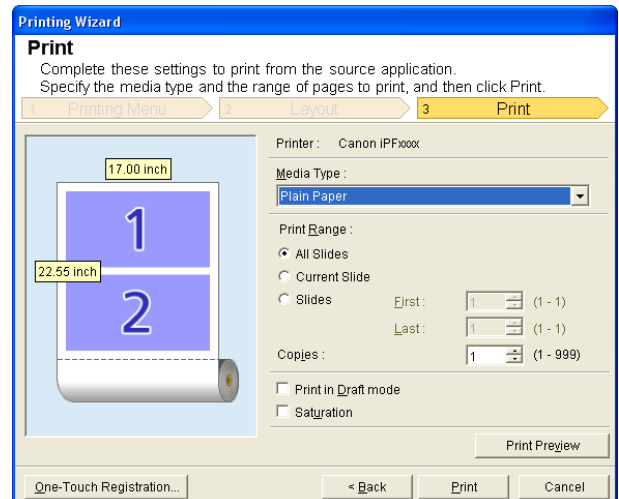 Printing Wizard
Print
Complete these settings to print from the source application.
Specify the media type and the range of pages to print, and then click Print.
1 Printing Menu 2 Layout 3 Print
Printer : Canon iPFxxxx
17.00 inch
Media Type :
Plain Paper
1
Print Range :
All Slides
22.55 inch
Current Slide
2
Slides First : 1 (1 - 1)
Last : 1 (1 - 1)
Copies : 1 (1 - 999)
Print in Draft mode
Saturation
Print Preview
One-Touch Registration... < Back Print Cancel